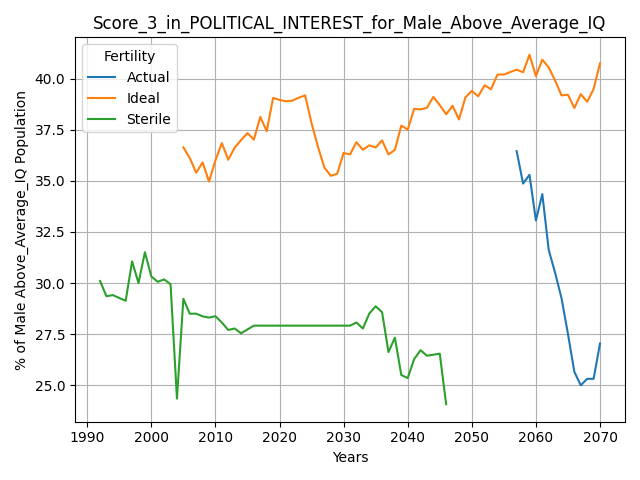 Score_3_in_POLITICAL_INTEREST_for_Male_Above_Average_IQ
% of Male Above_Average_IQ Population
40.0
37.5
35.0
32.5
30.0
27.5
25.0
Fertility
Actual
Ideal
Sterile
1990 2000 2010 2020 2030 2040 2050 2060 2070
Years